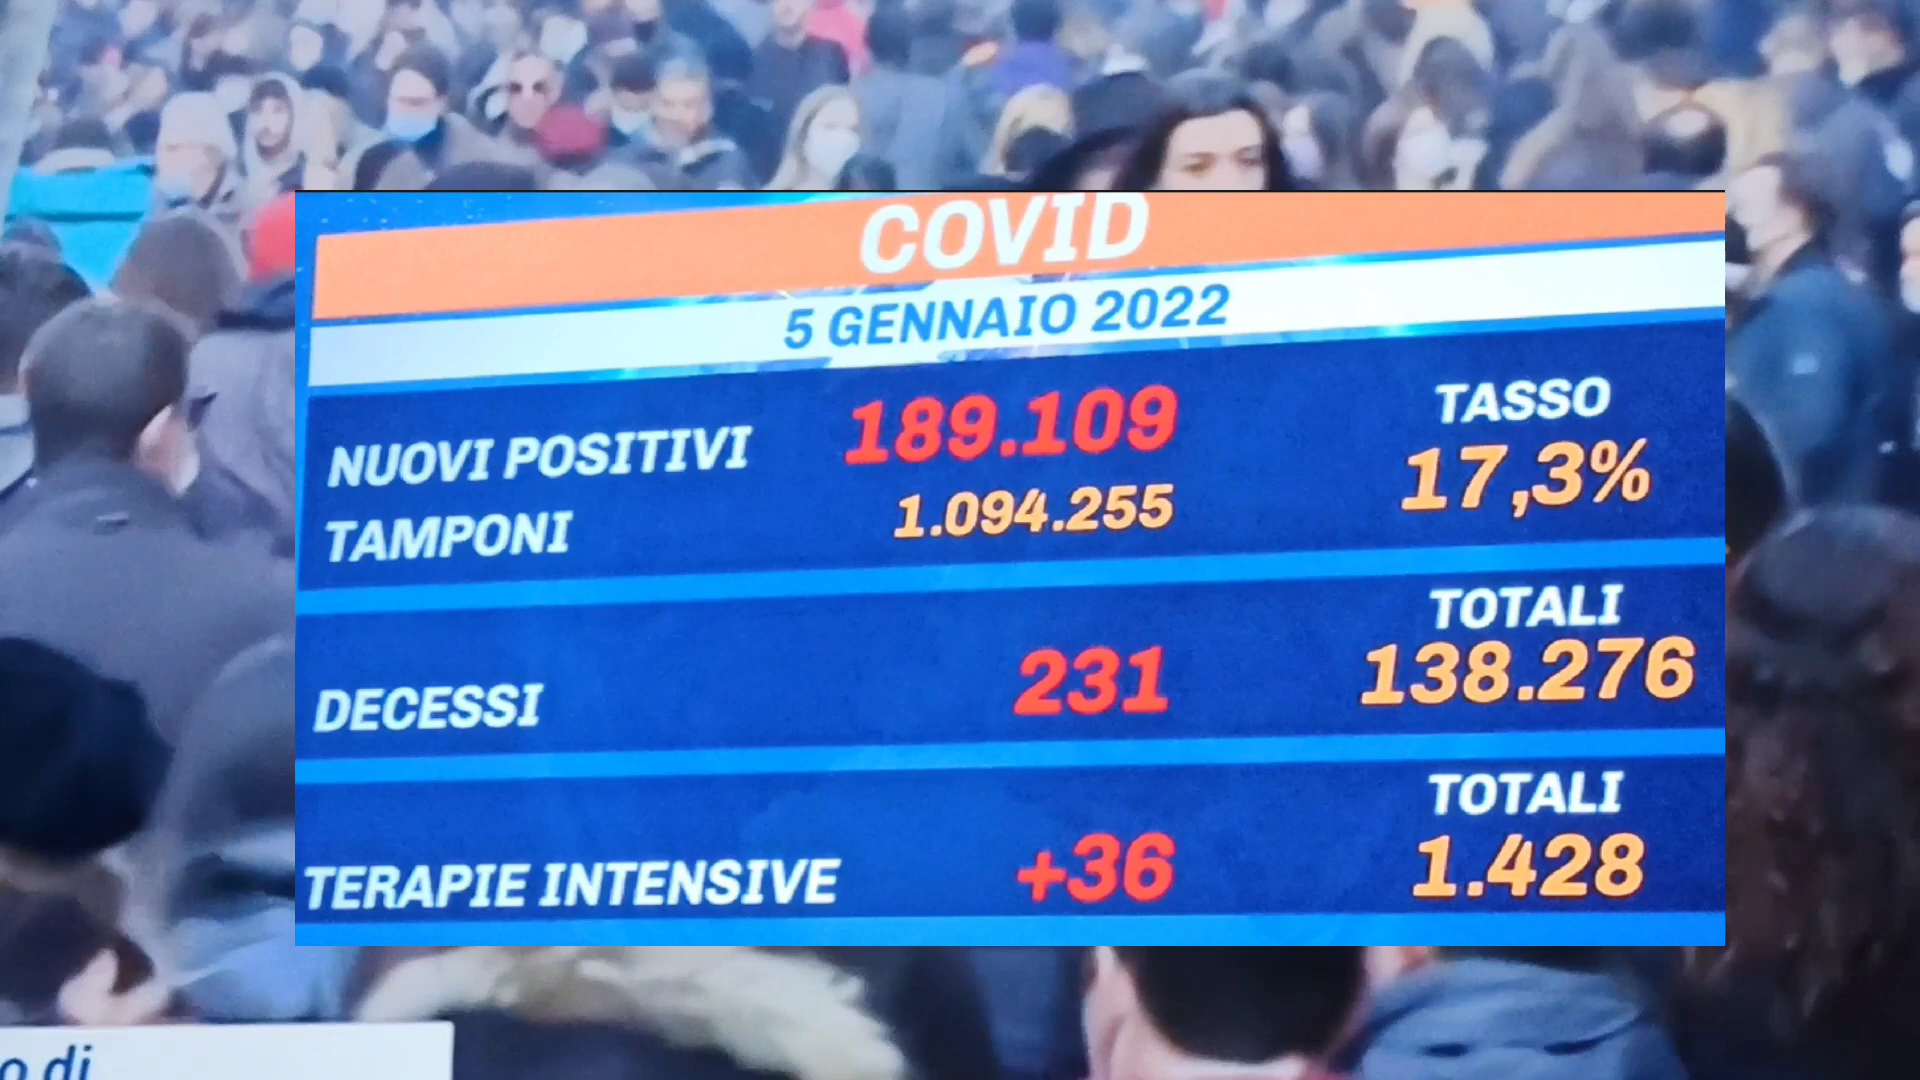 COVID
5 GENNAIO 2022
NUOVI POSITIVI 189.109 TASSO
TAMPONI 1.094.255 17,3%
TOTALI
DECESSI 231 138.276
TOTALI
TERAPIE INTENSIVE +36 1.428
o di